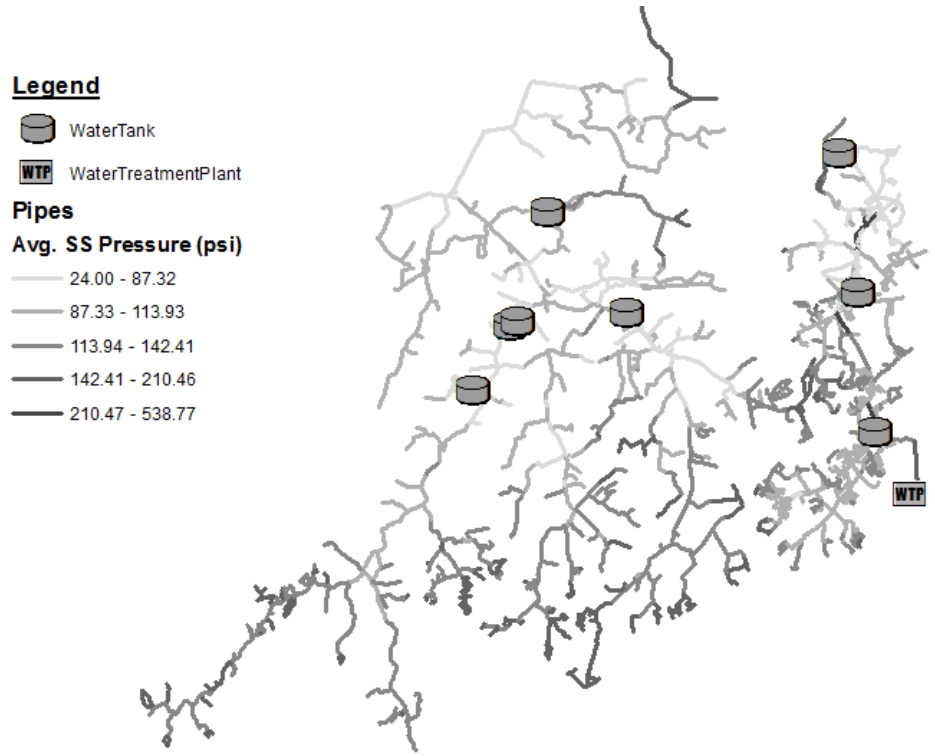 Legend
WaterTank
WTP WaterTreatmentPlant
Pipes
Avg. SS Pressure (psi)
24.00 - 87.32
87.33 - 113.93
113.94 - 142.41
142.41 - 210.46
210.47 - 538.77
WTP